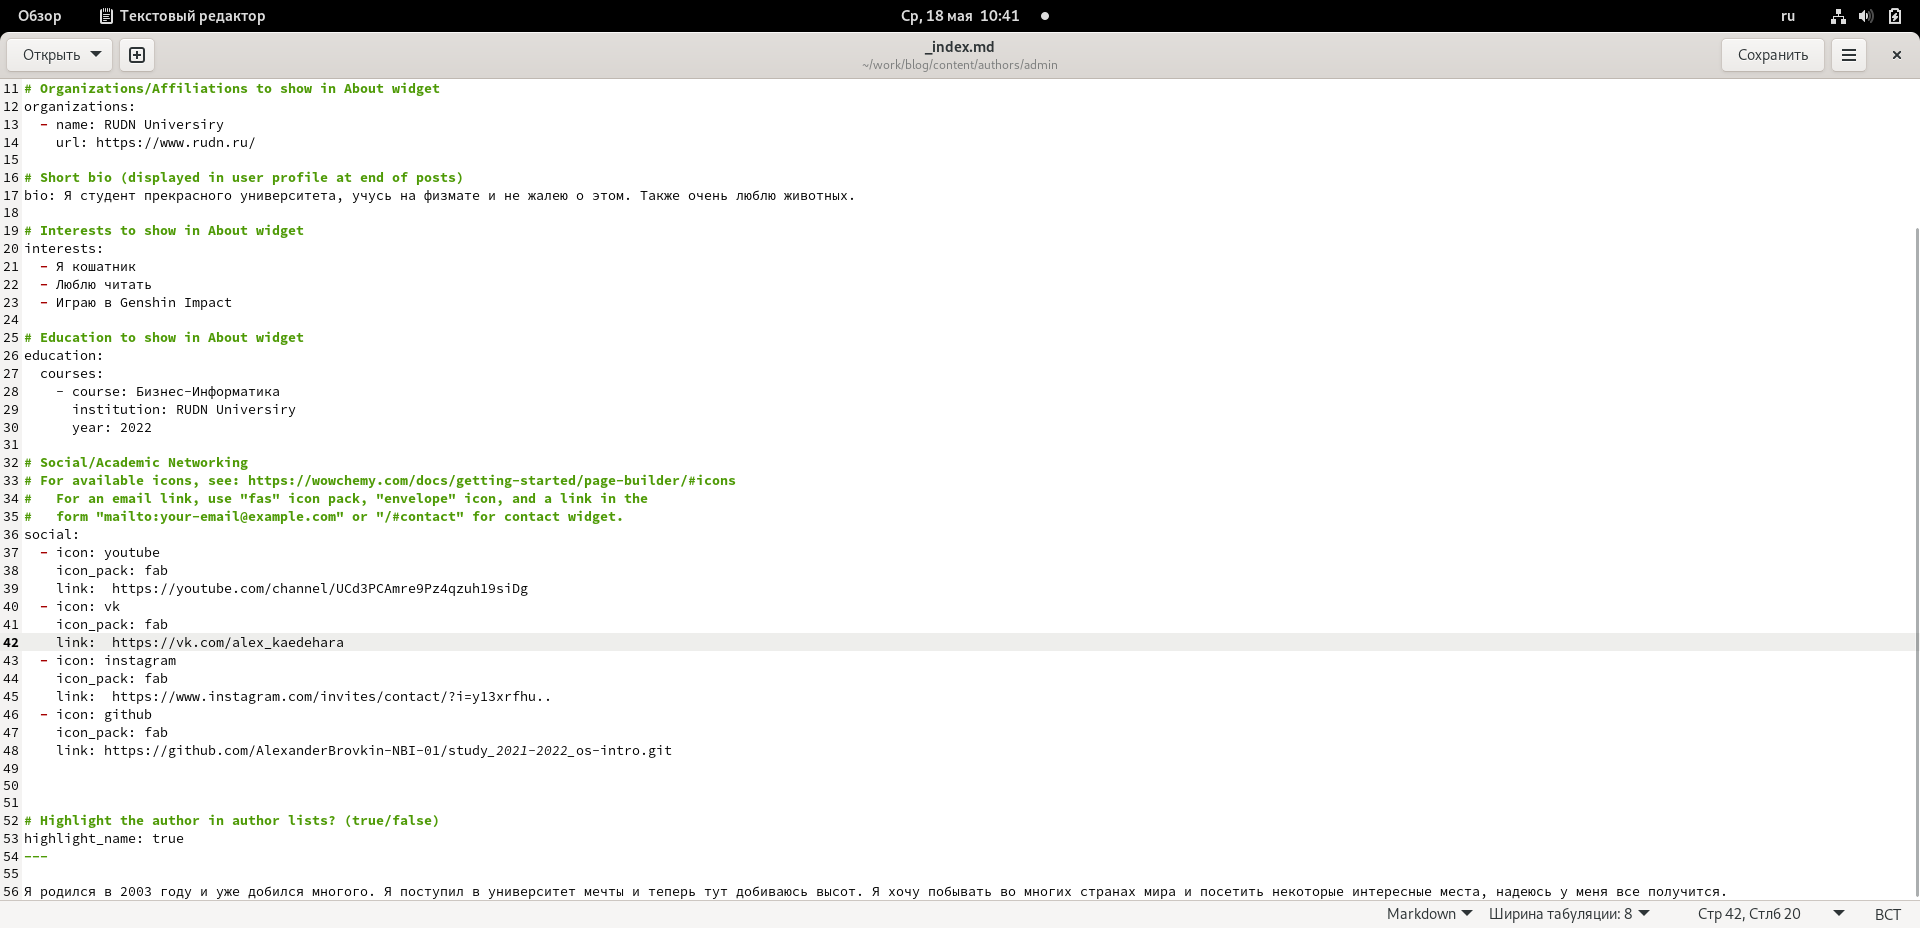 Обзор Текстовый редактор Ср, 18 мая 10:41 ru
Открыть _index.md Сохранить
~/work/blog/content/authors/admin
11 # Organizations/Affiliations to show in About widget
12 organizations:
13   - name: RUDN Universiry
14     url: https://www.rudn.ru/
15
16 # Short bio (displayed in user profile at end of posts)
17 bio: Я студент прекрасного университета, учусь на физмате и не жалею о этом. Также очень люблю животных.
18
19 # Interests to show in About widget
20 interests:
21   - Я кошатник
22   - Люблю читать
23   - Играю в Genshin Impact
24
25 # Education to show in About widget
26 education:
27   courses:
28     - course: Бизнес-Информатика
29       institution: RUDN Universiry
30       year: 2022
31
32 # Social/Academic Networking
33 # For available icons, see: https://wowchemy.com/docs/getting-started/page-builder/#icons
34 #   For an email link, use "fas" icon pack, "envelope" icon, and a link in the
35 #   form "mailto:your-email@example.com" or "/#contact" for contact widget.
36 social:
37   - icon: youtube
38     icon_pack: fab
39     link:  https://youtube.com/channel/UCd3PCAmre9Pz4qzuh19siDg
40   - icon: vk
41     icon_pack: fab
42     link:  https://vk.com/alex_kaedehara
43   - icon: instagram
44     icon_pack: fab
45     link:  https://www.instagram.com/invites/contact/?i=y13xrfhu..
46   - icon: github
47     icon_pack: fab
48     link: https://github.com/AlexanderBrovkin-NBI-01/study_2021-2022_os-intro.git
49
50
51
52 # Highlight the author in author lists? (true/false)
53 highlight_name: true
54 ---
55
56 Я родился в 2003 году и уже добился многого. Я поступил в университет мечты и теперь тут добиваюсь высот. Я хочу побывать во многих странах мира и посетить некоторые интересные места, надеюсь у меня все получится.
Markdown Ширина табуляции: 8 Стр 42, Стлб 20 ВСТ